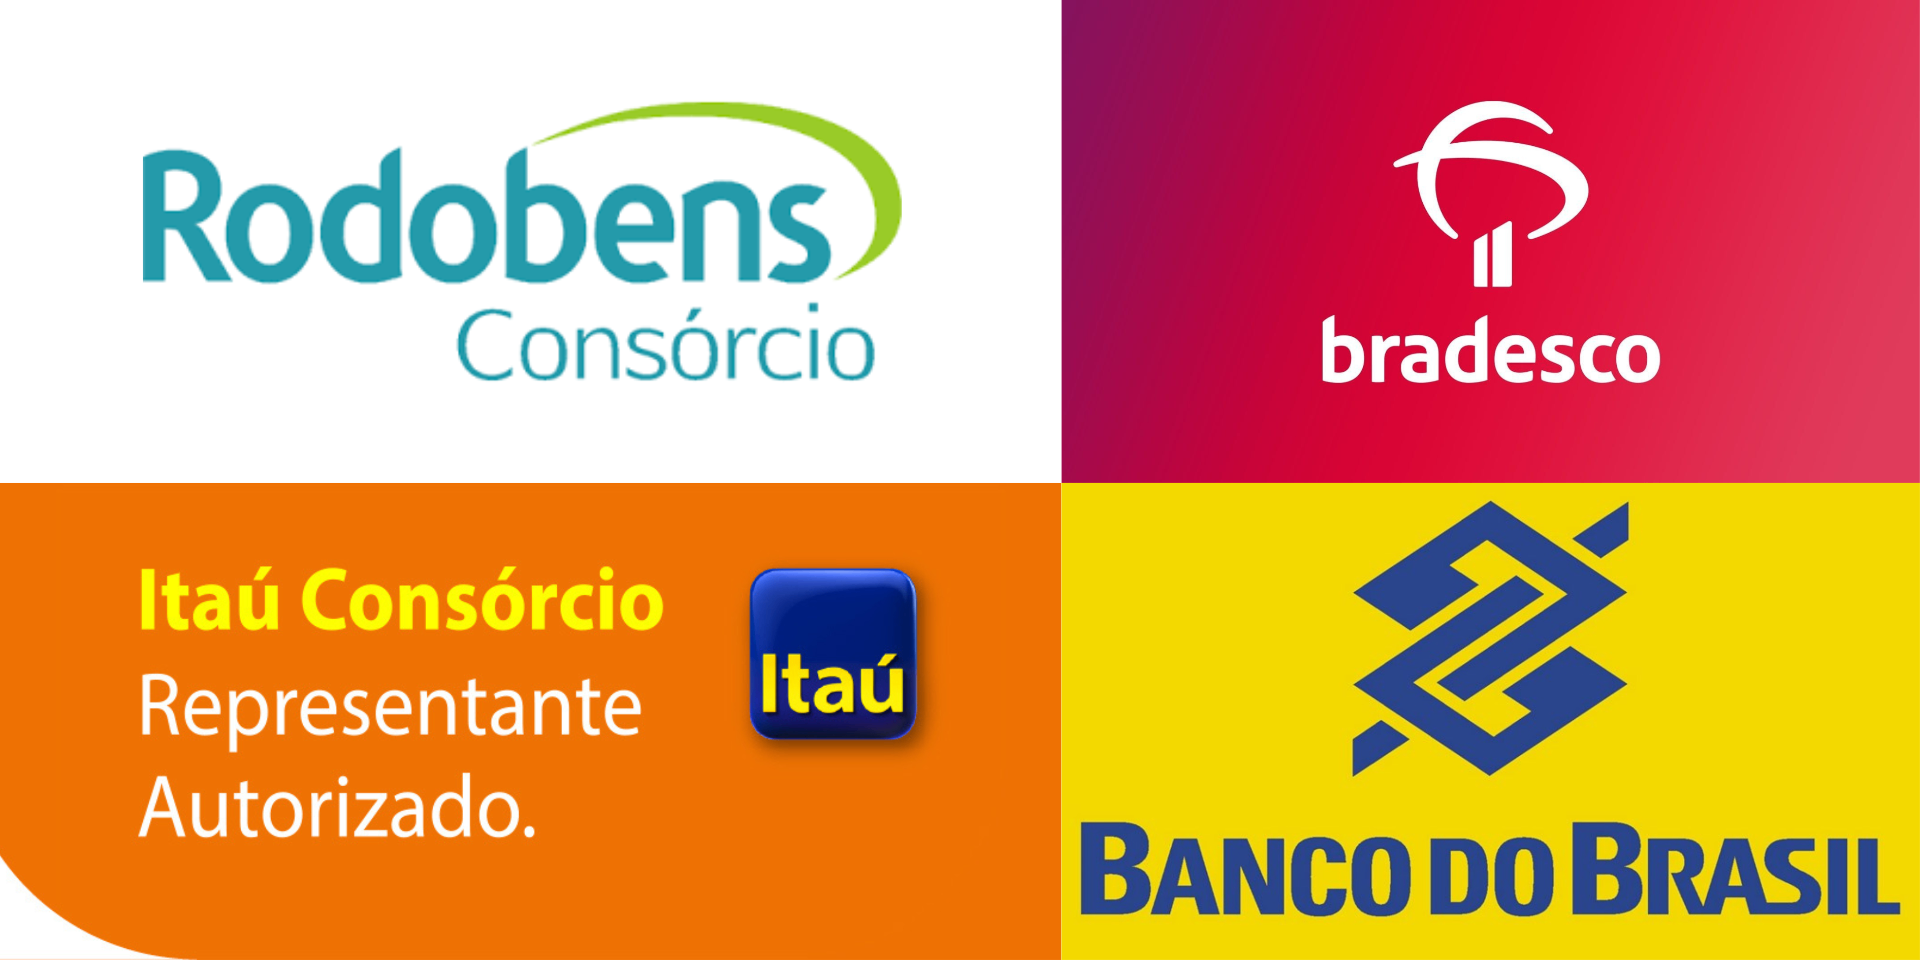 Rodobens
Consórcio
bradesco
Itaú Consórcio
Representante
Autorizado.
Itaú
BANCO DO BRASIL